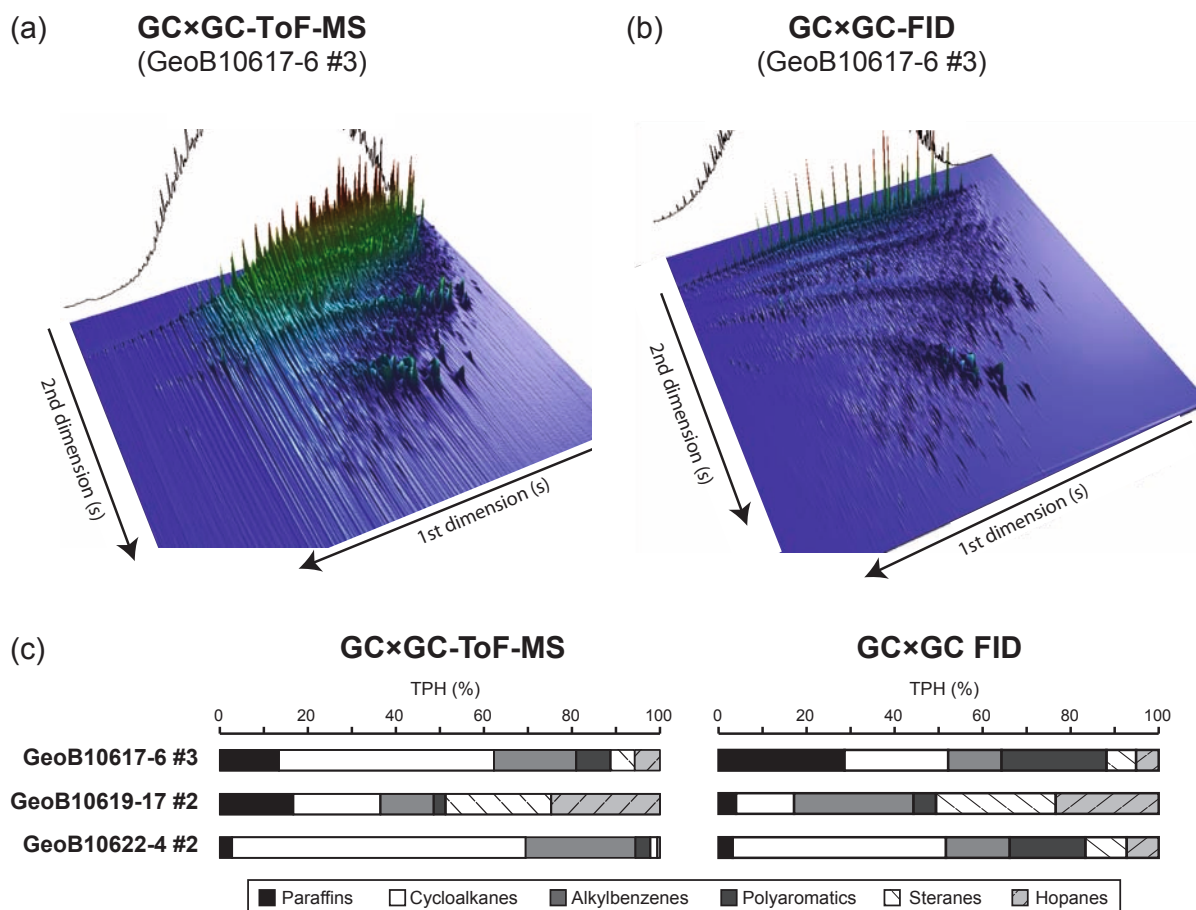 (a)
GC×GC-ToF-MS
(GeoB10617-6 #3)
2nd dimension (s)
1st dimension (s)
(b)
GC×GC-FID
(GeoB10617-6 #3)
2nd dimension (s)
1st dimension (s)
(c)
GC×GC-ToF-MS
GC×GC FID
TPH (%)
TPH (%)
0 20 40 60 80 100
0 20 40 60 80 100
GeoB10617-6 #3
GeoB10619-17 #2
GeoB10622-4 #2
Paraffins Cycloalkanes Alkylbenzenes Polyaromatics Steranes Hopanes